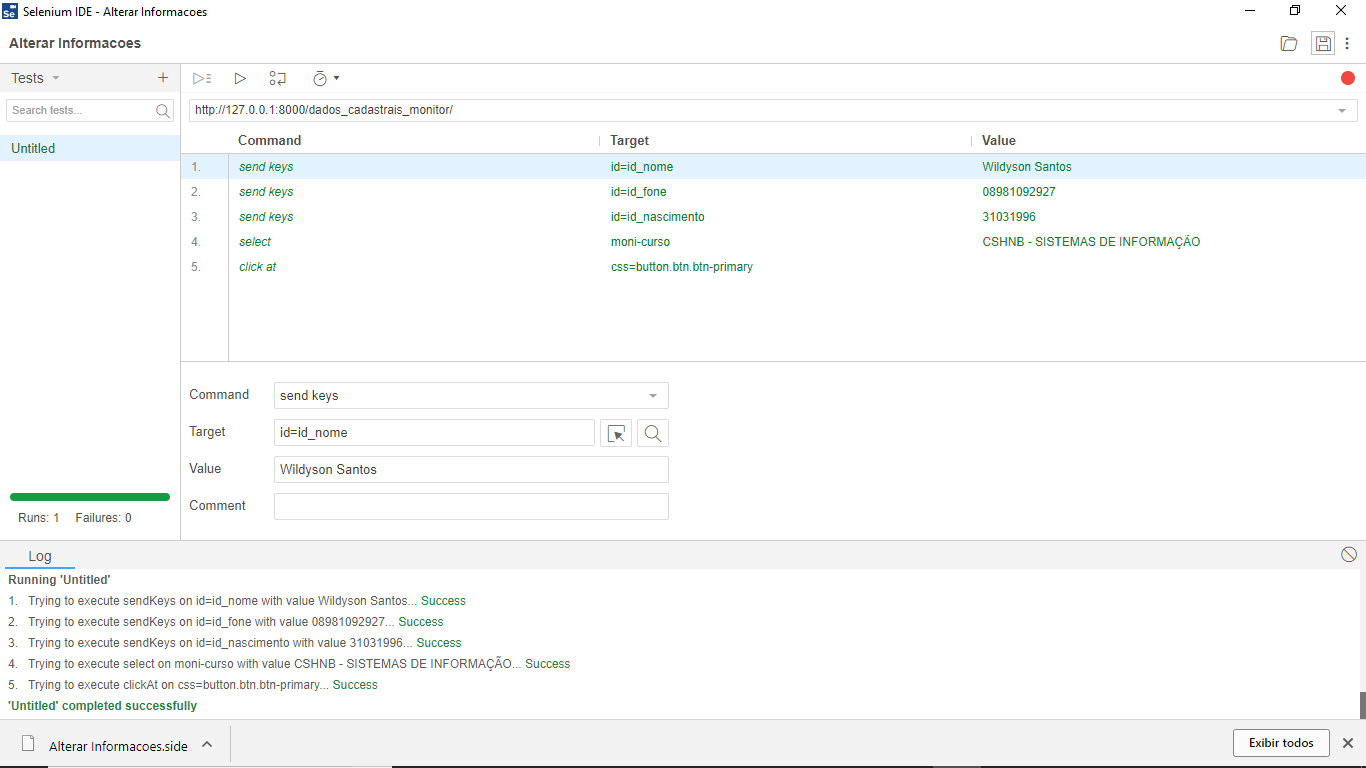 Se Selenium IDE - Alterar Informacoes
Alterar Informacoes
Tests
Search tests...
Untitled
Runs: 1 Failures: 0
http://127.0.0.1:8000/dados_cadastrais_monitor/
Command Target Value
1. send keys id=id_nome Wildyson Santos
2. send keys id=id_fone 08981092927
3. send keys id=id_nascimento 31031996
4. select moni-curso CSHNB - SISTEMAS DE INFORMAÇÃO
5. click at css=button.btn.btn-primary
Command send keys
Target id=id_nome
Value Wildyson Santos
Comment
Log
Running 'Untitled'
1. Trying to execute sendKeys on id=id_nome with value Wildyson Santos... Success
2. Trying to execute sendKeys on id=id_fone with value 08981092927... Success
3. Trying to execute sendKeys on id=id_nascimento with value 31031996... Success
4. Trying to execute select on moni-curso with value CSHNB - SISTEMAS DE INFORMAÇÃO... Success
5. Trying to execute clickAt on css=button.btn.btn-primary... Success
'Untitled' completed successfully
Alterar Informacoes.side
Exibir todos